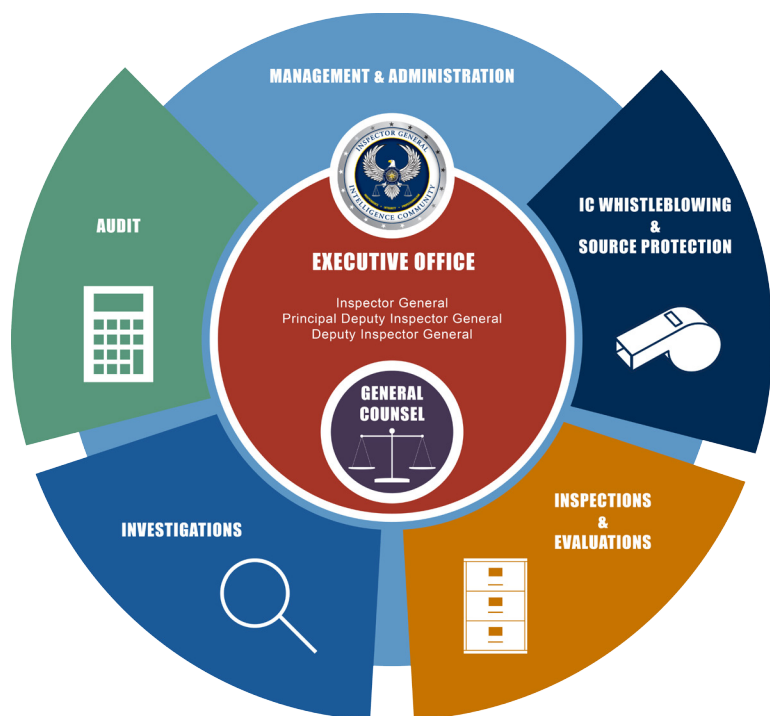 MANAGEMENT & ADMINISTRATION
INSPECTOR GENERAL
INTELLIGENCE COMMUNITY
AUDIT
IC WHISTLEBLOWING
&
SOURCE PROTECTION
EXECUTIVE OFFICE
Inspector General
Principal Deputy Inspector General
Deputy Inspector General
GENERAL
COUNSEL
INVESTIGATIONS
INSPECTIONS
&
EVALUATIONS